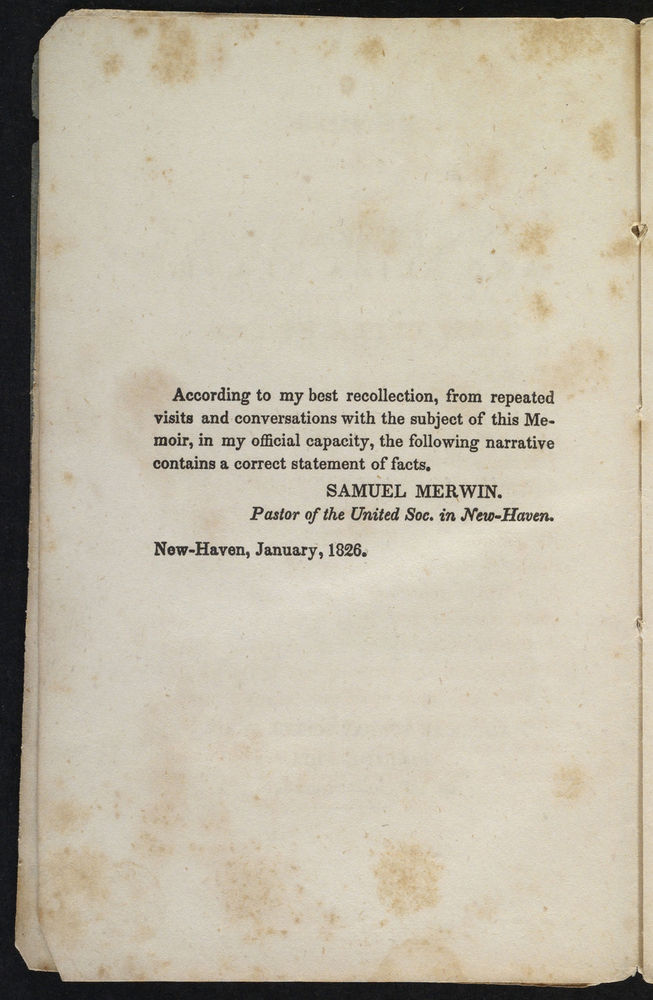 According to my best recollection, from repeated
visits and conversations with the subject of this Me-
moir, in my official capacity, the following narrative
contains a correct statement of facts.
SAMUEL MERWIN.
Pastor of the United Soc. in New-Haven.
New-Haven, January, 1826.